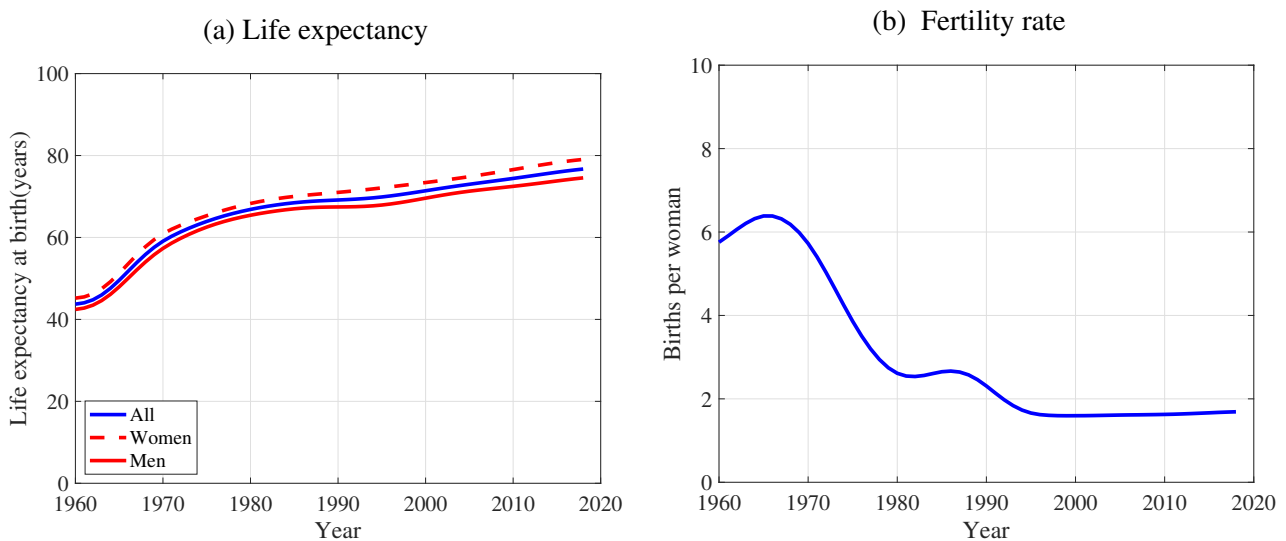 (a) Life expectancy
100
80
60
40
20
0
1960 1970 1980 1990 2000 2010 2020
Life expectancy at birth(years)
Year
All
Women
Men
(b) Fertility rate
10
8
6
4
2
0
1960 1970 1980 1990 2000 2010 2020
Births per woman
Year